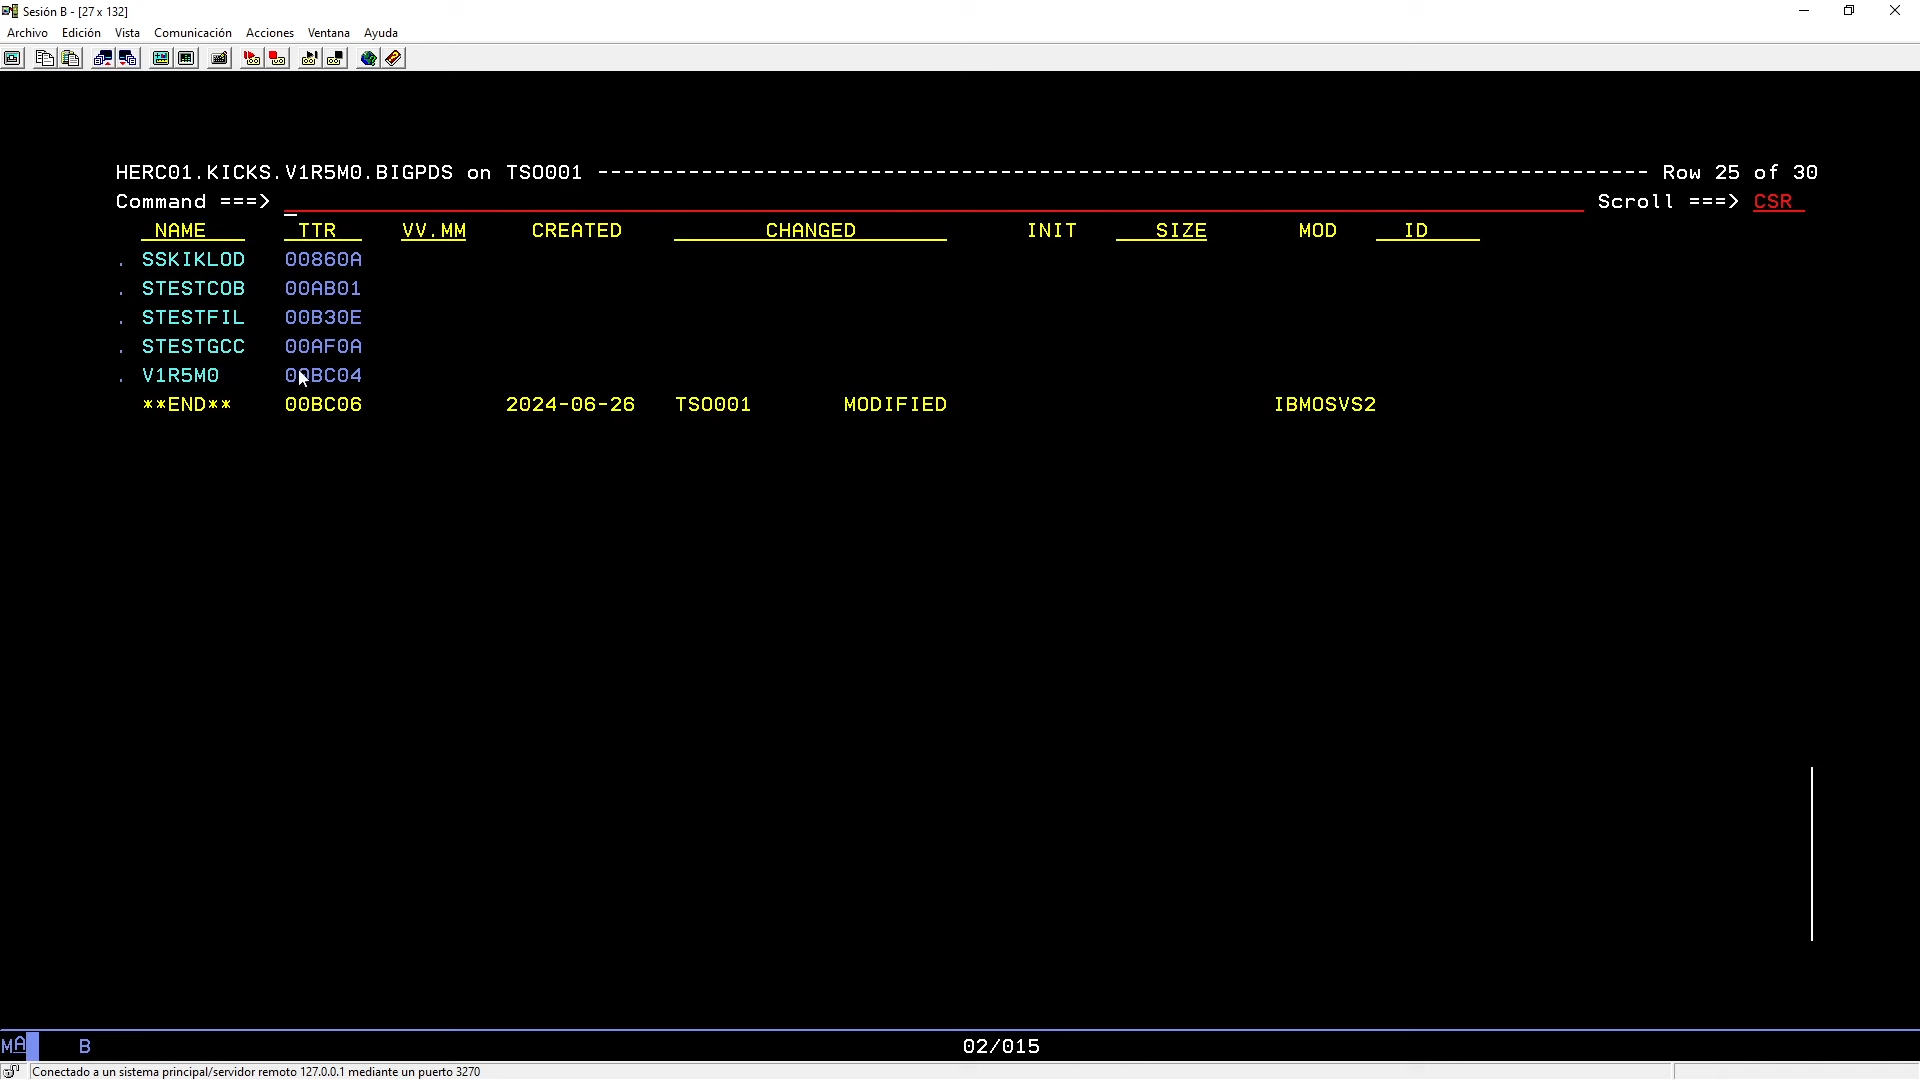 Sesión B - [27 x 132]
Archivo Edición Vista Comunicación Acciones Ventana Ayuda
HERC01.KICKS.V1R5M0.BIGPDS on TSO001 --------------------------------------------------------------------------------- Row 25 of 30
Command ===> Scroll ===> CSR
NAME TTR VV.MM CREATED CHANGED INIT SIZE MOD ID
. SSKIKLOD 00860A
. STESTCOB 00AB01
. STESTFIL 00B30E
. STESTGCC 00AF0A
. V1R5M0 00BC04
**END** 00BC06 2024-06-26 TSO001 MODIFIED IBMOSVS2
MA B 02/015
Conectado a un sistema principal/servidor remoto 127.0.0.1 mediante un puerto 3270